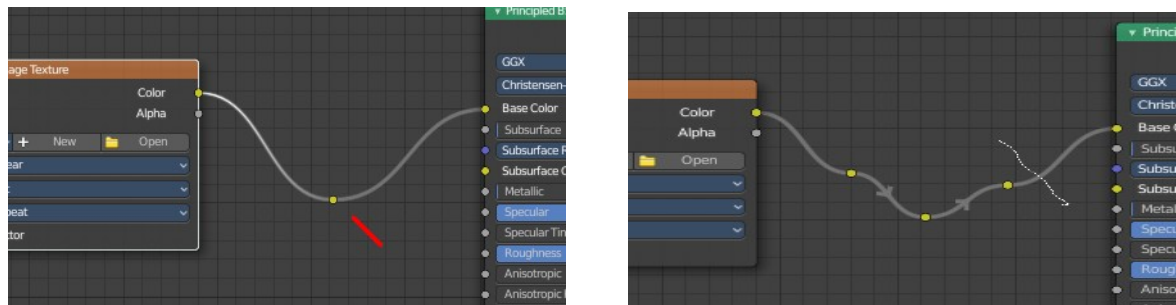 Principled B
age Texture
GGX
Color
Christensen-
Alpha
Base Color
Subsurface
New
Open
Subsurface R
ear
Subsurface C
Metallic
peat
Specular
tor
Specular Tin
Roughness
Anisotropic
Anisotropic
Princi
GGX
Color
Christ
Alpha
Base
Subsu
Open
Subsu
Subsu
Metal
Specu
Specu
Roug
Aniso